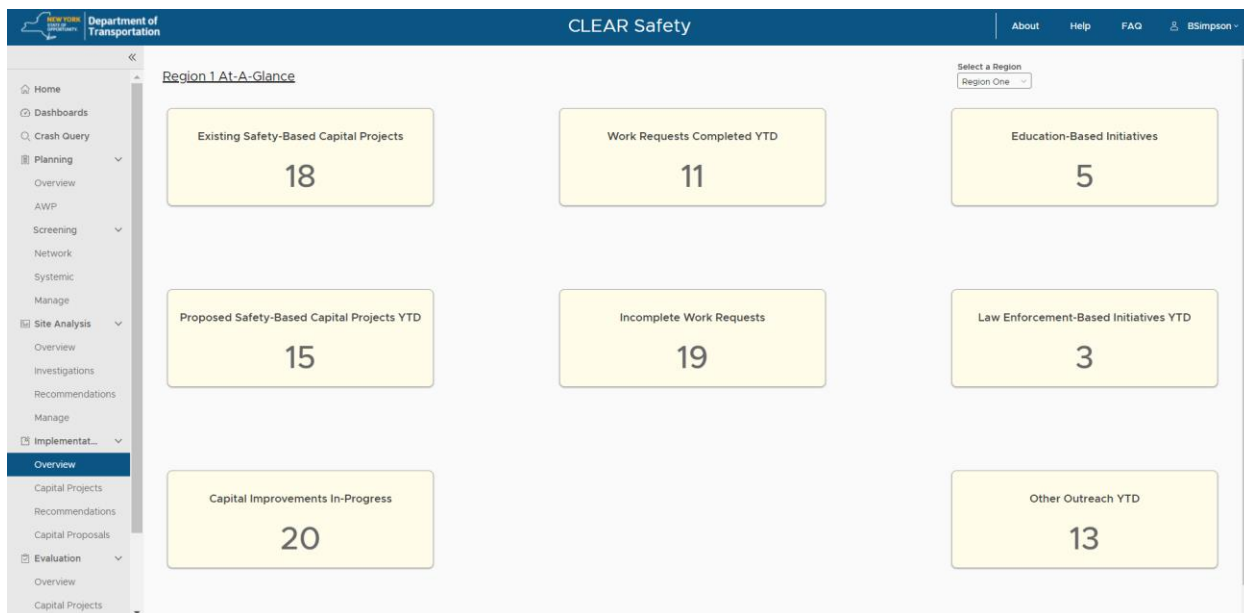 NEW YORK
STATE OF
OPPORTUNITY.
Department of
Transportation
CLEAR Safety
About
Help
FAQ
BSimpson
Home
Dashboards
Crash Query
Planning
Overview
AWP
Screening
Network
Systemic
Manage
Site Analysis
Overview
Investigations
Recommendations
Manage
Implementat...
Overview
Capital Projects
Recommendations
Capital Proposals
Evaluation
Overview
Capital Projects
Region 1 At-A-Glance
Select a Region
Region One
Existing Safety-Based Capital Projects
18
Work Requests Completed YTD
11
Education-Based Initiatives
5
Proposed Safety-Based Capital Projects YTD
15
Incomplete Work Requests
19
Law Enforcement-Based Initiatives YTD
3
Capital Improvements In-Progress
20
Other Outreach YTD
13